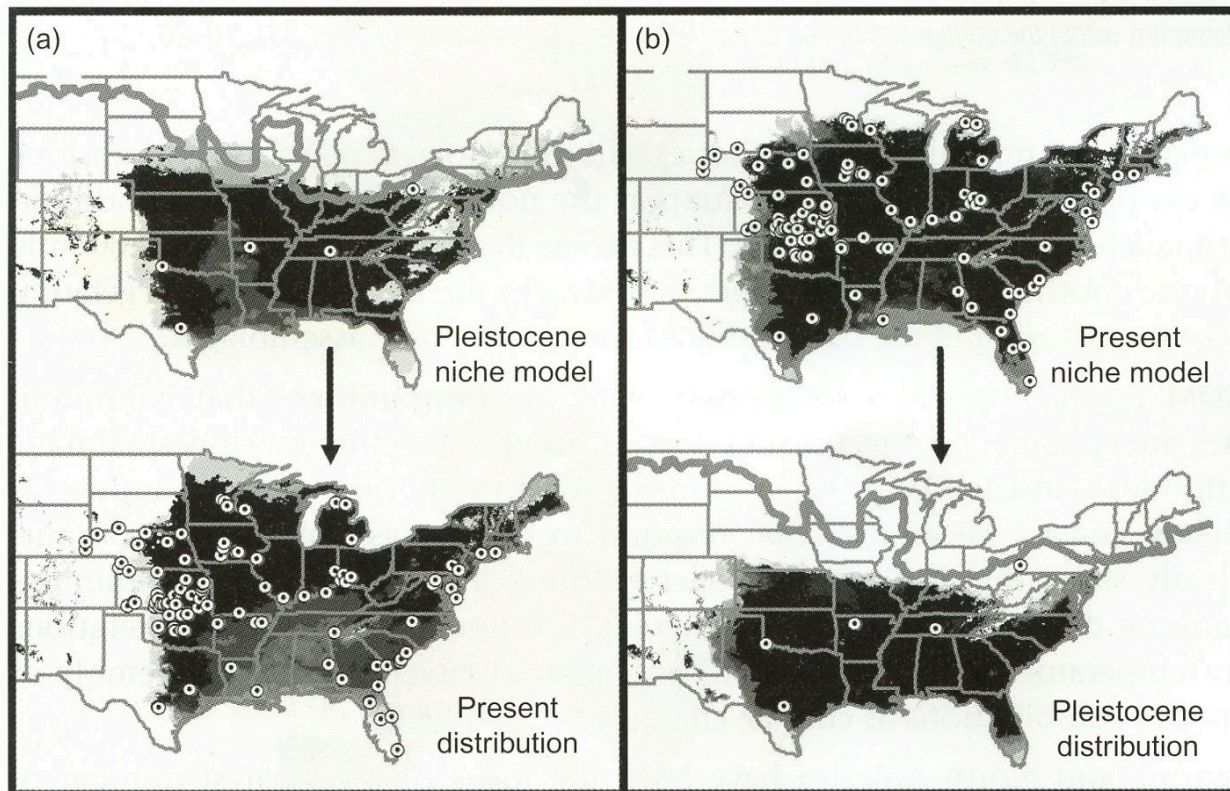 (a)
Pleistocene
niche model
Present
distribution
(b)
Present
niche model
Pleistocene
distribution